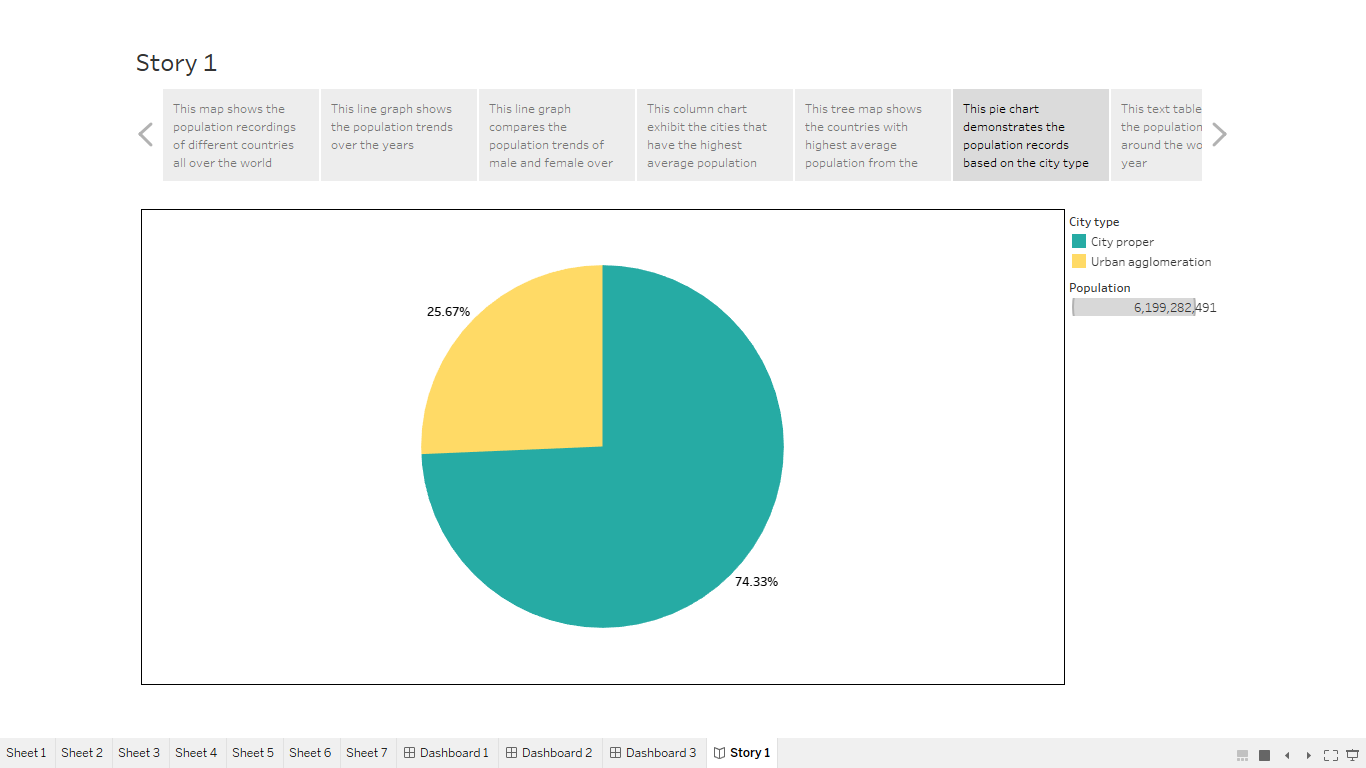 Story 1
This map shows the
population recordings
of different countries
all over the world
This line graph shows
the population trends
over the years
This line graph
compares the
population trends of
male and female over
This column chart
exhibit the cities that
have the highest
average population
This tree map shows
the countries with
highest average
population from the
This pie chart
demonstrates the
population records
based on the city type
This text table
the population
around the wo
year
City type
City proper
Urban agglomeration
Population
6,199,282,491
25.67%
74.33%
Sheet 1 Sheet 2 Sheet 3 Sheet 4 Sheet 5 Sheet 6 Sheet 7 Dashboard 1 Dashboard 2 Dashboard 3 Story 1